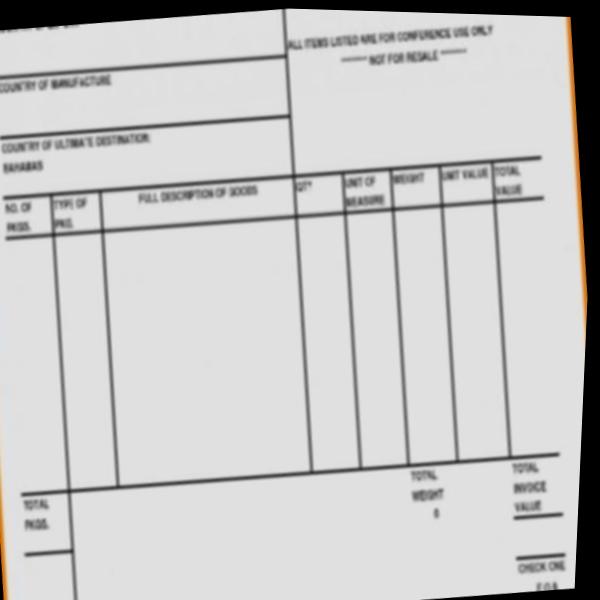 ALL ITEMS LISTED ARE FOR CONFERENCE USE ONLY
******* NOT FOR RESALE *******
COUNTRY OF MANUFACTURE
COUNTRY OF ULTIMATE DESTINATION
BAHAMAS
NO. OF PKGS.
TYPE OF PKG.
FULL DESCRIPTION OF GOODS
QTY
UNIT OF MEASURE
WEIGHT
UNIT VALUE
TOTAL VALUE
TOTAL PKGS.
TOTAL WEIGHT
0
TOTAL INVOICE VALUE
CHECK ONE